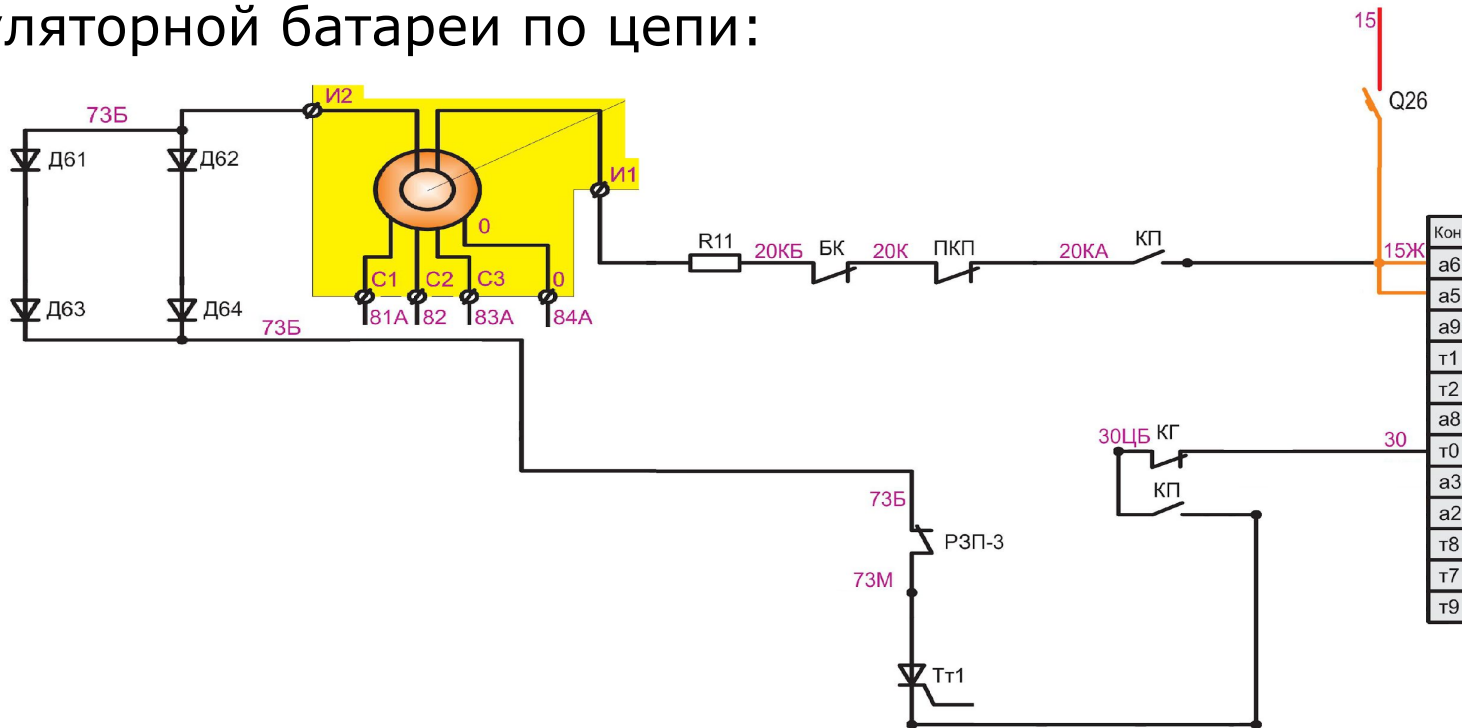 уляторной батареи по цепи:
15
Q26
И2
73Б
Д61
Д62
И1
0
R11
20КБ
БК
20К
ПКП
20КА
КП
15Ж
Кон
а6
С1
С2
С3
0
а5
Д63
Д64
81А
82
83А
84А
73Б
а9
т1
т2
а8
30ЦБ
КГ
30
т0
КП
а3
73Б
а2
РЗП-3
т8
73М
т7
т9
Тт1